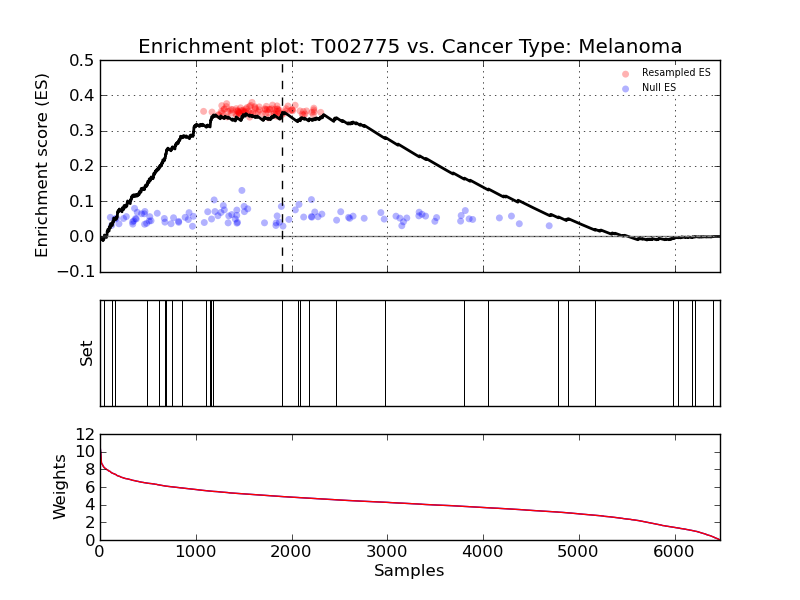 Enrichment plot: T002775 vs. Cancer Type: Melanoma
0.5
0.4
0.3
0.2
0.1
0.0
−0.1
Enrichment score (ES)
Resampled ES
Null ES
Set
12
10
8
6
4
2
0
Weights
0 1000 2000 3000 4000 5000 6000
Samples